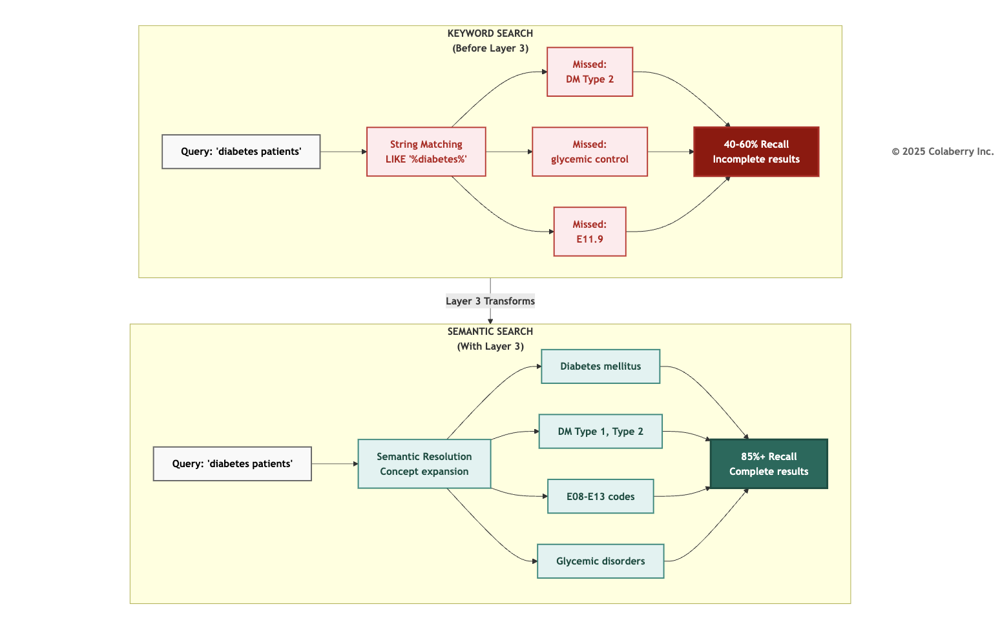 KEYWORD SEARCH
(Before Layer 3)
Missed:
DM Type 2
Query: 'diabetes patients'
String Matching
LIKE '%diabetes%'
Missed:
glycemic control
40-60% Recall
Incomplete results
© 2025 Colaberry Inc.
Missed:
E11.9
Layer 3 Transforms
SEMANTIC SEARCH
(With Layer 3)
Diabetes mellitus
DM Type 1, Type 2
Query: 'diabetes patients'
Semantic Resolution
Concept expansion
85%+ Recall
Complete results
E08-E13 codes
Glycemic disorders